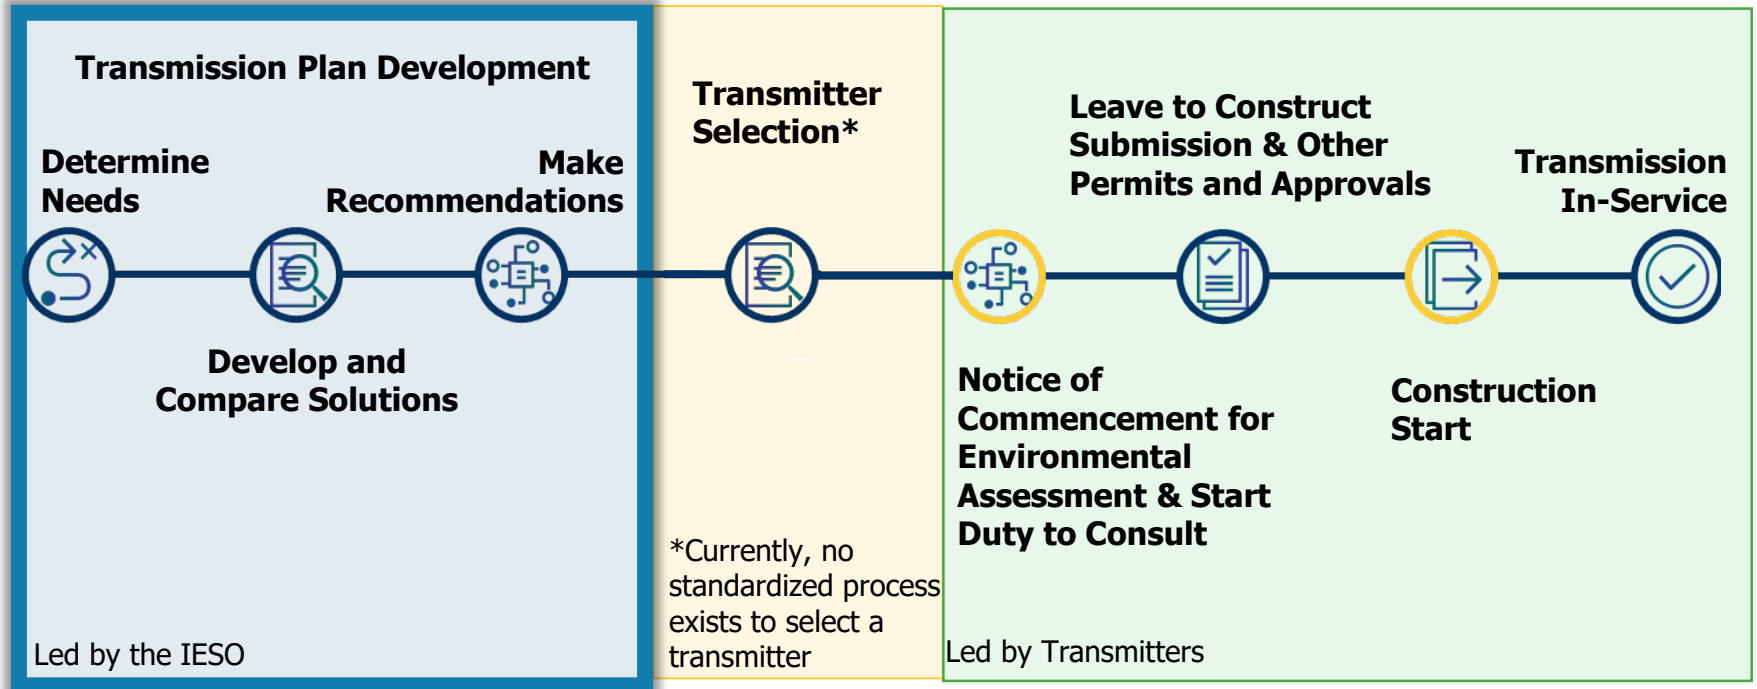 Transmission Plan Development
Determine
Needs
Make
Recommendations
Develop and
Compare Solutions
Led by the IESO
Transmitter
Selection*
*Currently, no
standardized process
exists to select a
transmitter
Leave to Construct
Submission & Other
Permits and Approvals
Transmission
In-Service
Notice of
Commencement for
Environmental
Assessment & Start
Duty to Consult
Construction
Start
Led by Transmitters